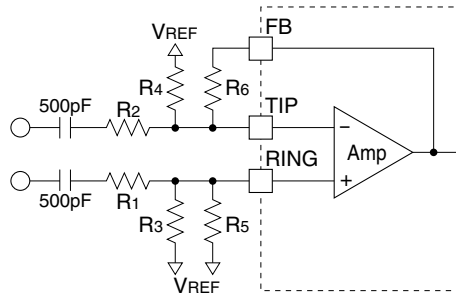 VREF
FB
R4
R6
500pF
R2
TIP
Amp
−
+
RING
500pF
R1
R3
R5
VREF